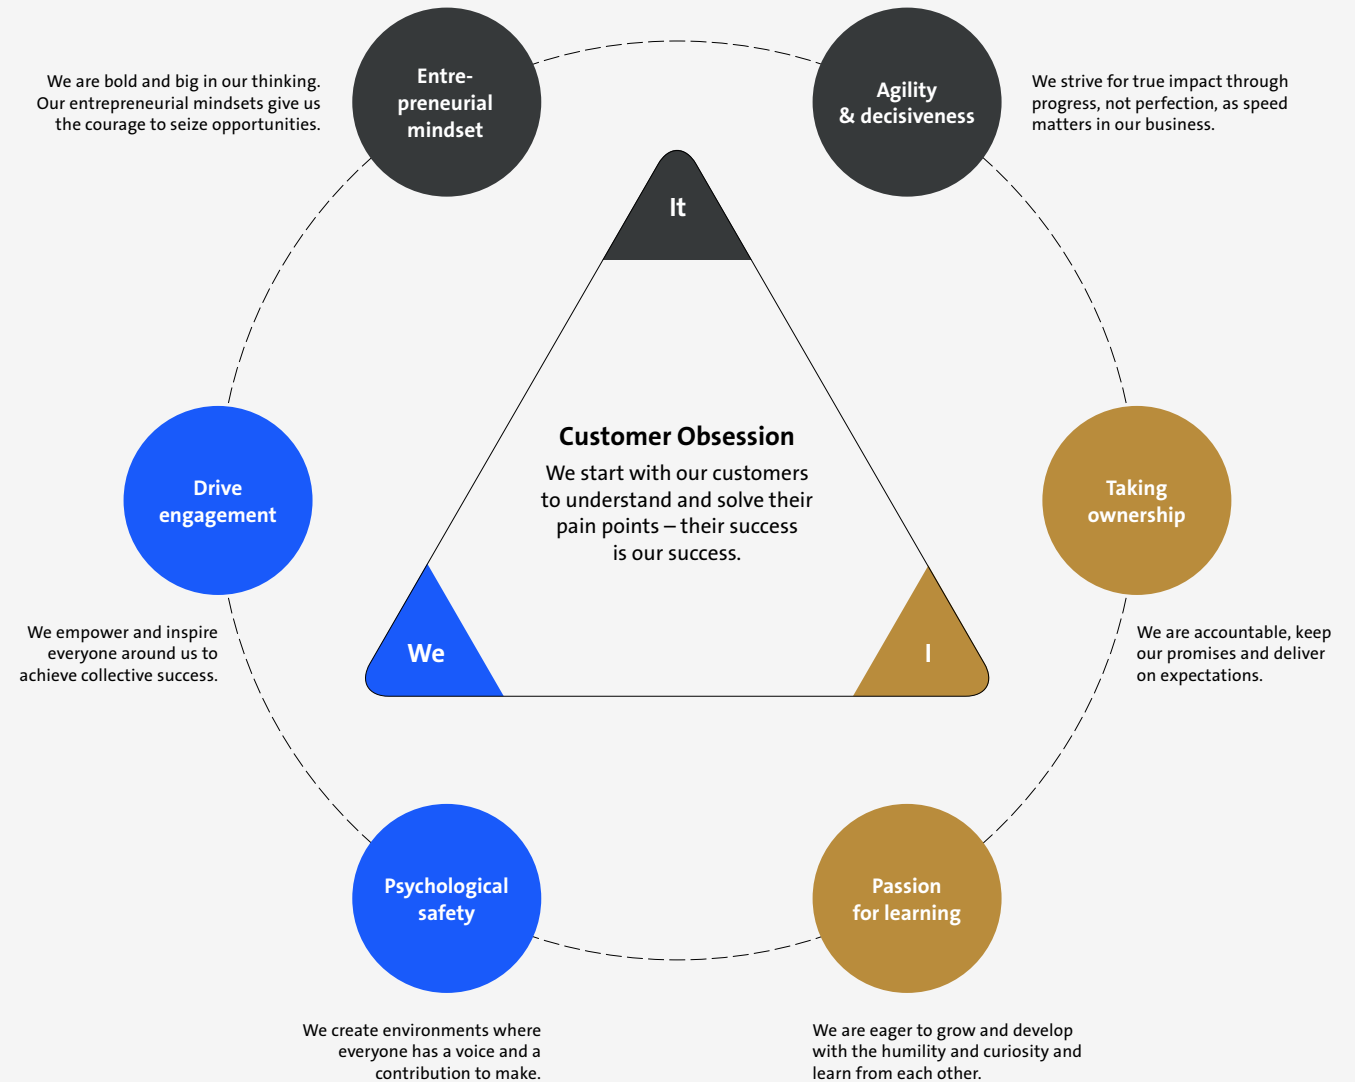 We are bold and big in our thinking.
Our entrepreneurial mindsets give us
the courage to seize opportunities.
Entre-
preneurial
mindset
Agility
& decisiveness
We strive for true impact through
progress, not perfection, as speed
matters in our business.
It
Customer Obsession
We start with our customers
to understand and solve their
pain points – their success
is our success.
Drive
engagement
We empower and inspire
everyone around us to
achieve collective success.
Taking
ownership
We are accountable, keep
our promises and deliver
on expectations.
We
I
Psychological
safety
We create environments where
everyone has a voice and a
contribution to make.
Passion
for learning
We are eager to grow and develop
with the humility and curiosity and
learn from each other.